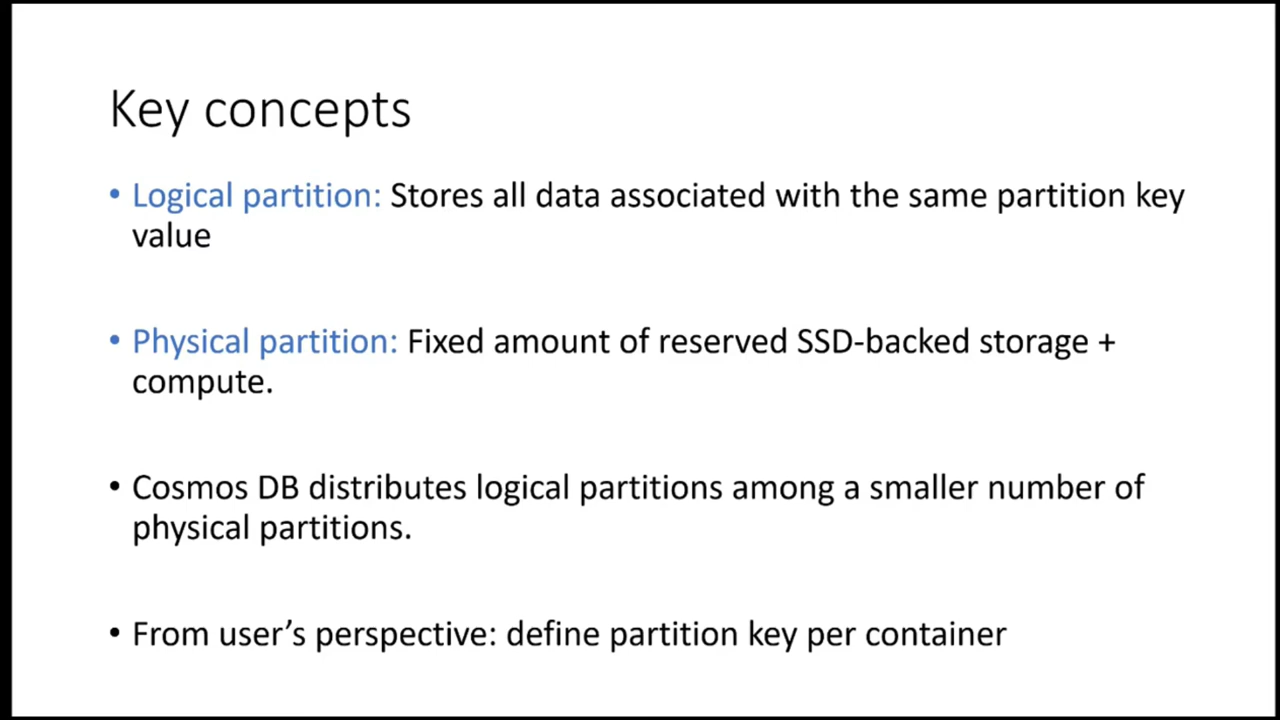 Key concepts
• Logical partition: Stores all data associated with the same partition key
value
• Physical partition: Fixed amount of reserved SSD-backed storage +
compute.
• Cosmos DB distributes logical partitions among a smaller number of
physical partitions.
• From user’s perspective: define partition key per container